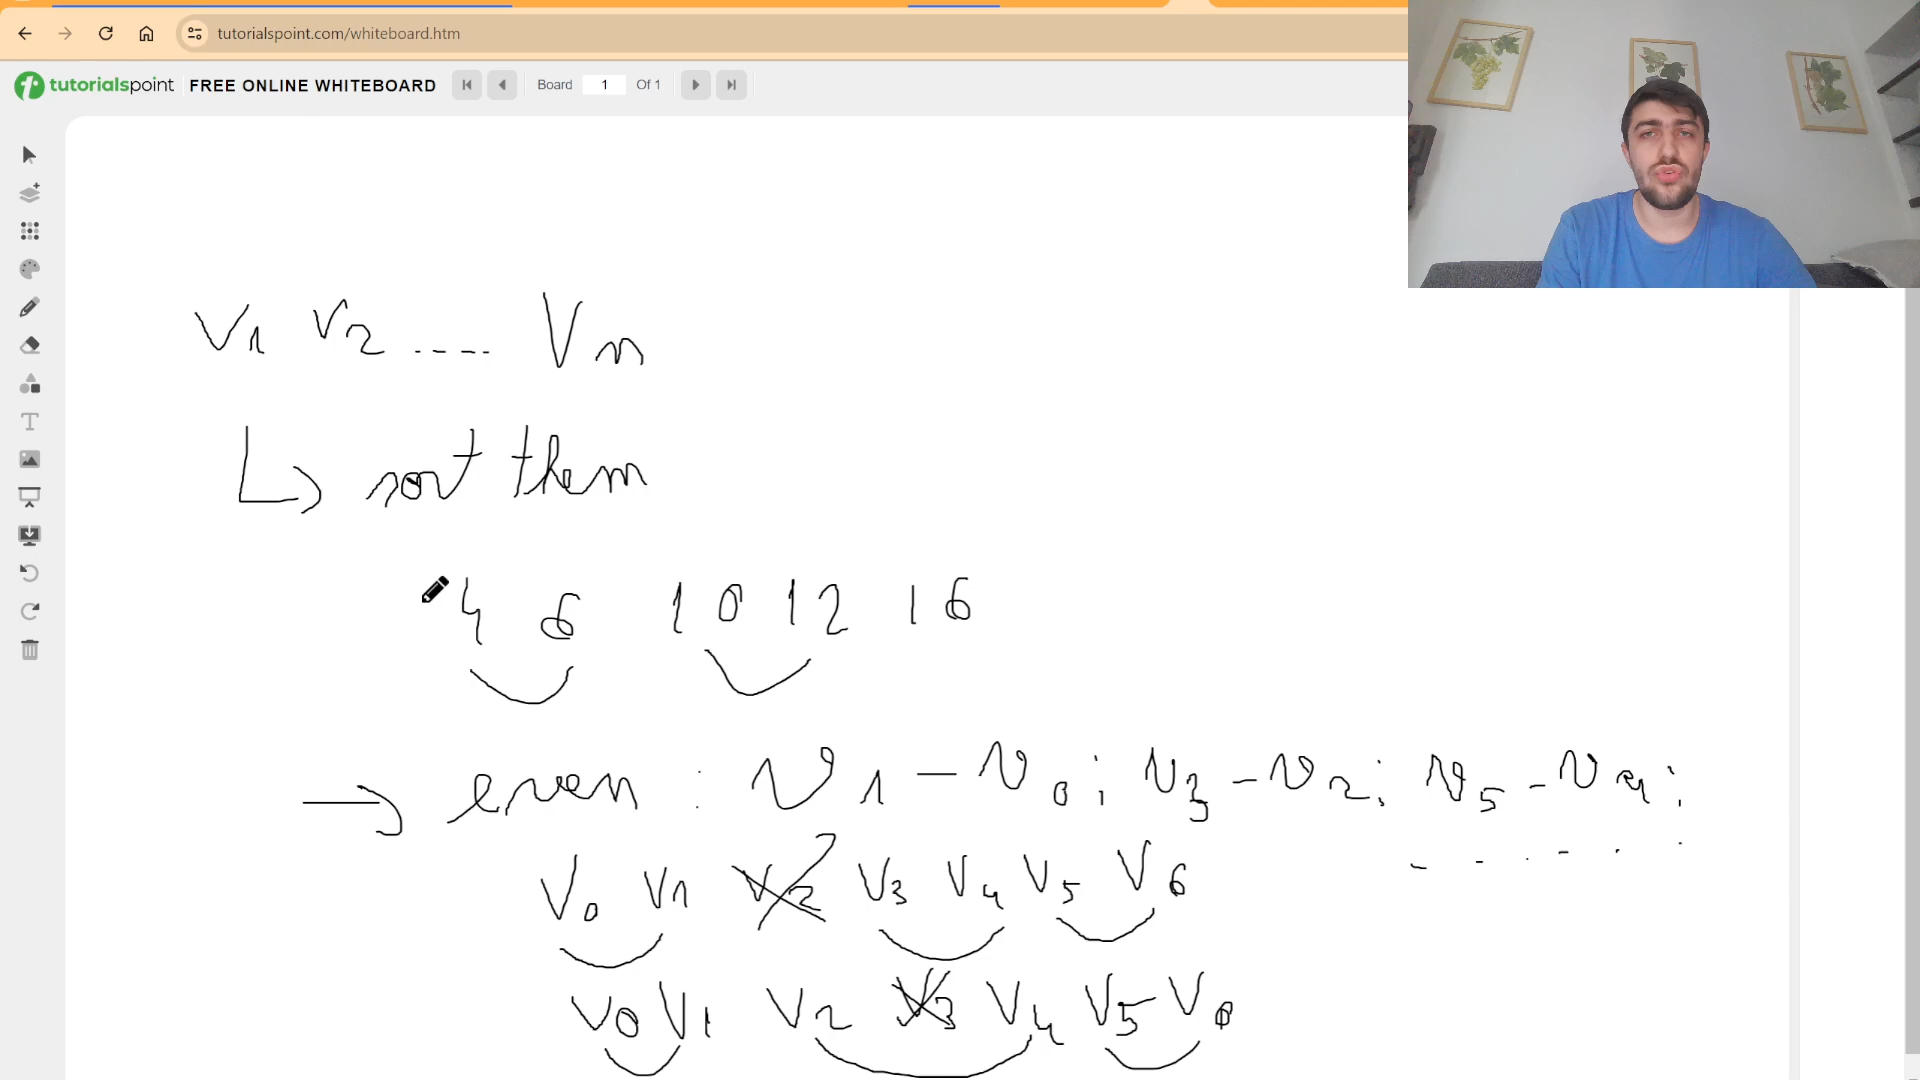 tutorialspoint.com/whiteboard.htm
tutorialspoint FREE ONLINE WHITEBOARD Board 1 Of 1
T
V1 V2 ..... Vn
sort them
4 6 10 12 16
even : v1 - v0; v3 - v2; v5 - v4;
V0 V1 V2 V3 V4 V5 V6
V0 V1 V2 V3 V4 V5 V6